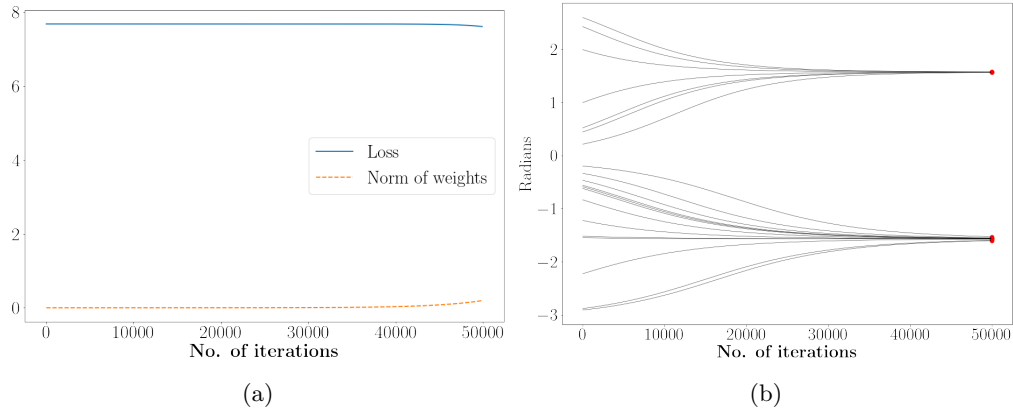 8
6
4
2
0
Loss
Norm of weights
0 10000 20000 30000 40000 50000
No. of iterations
(a)
2
1
0
−1
−2
−3
Radians
0 10000 20000 30000 40000 50000
No. of iterations
(b)